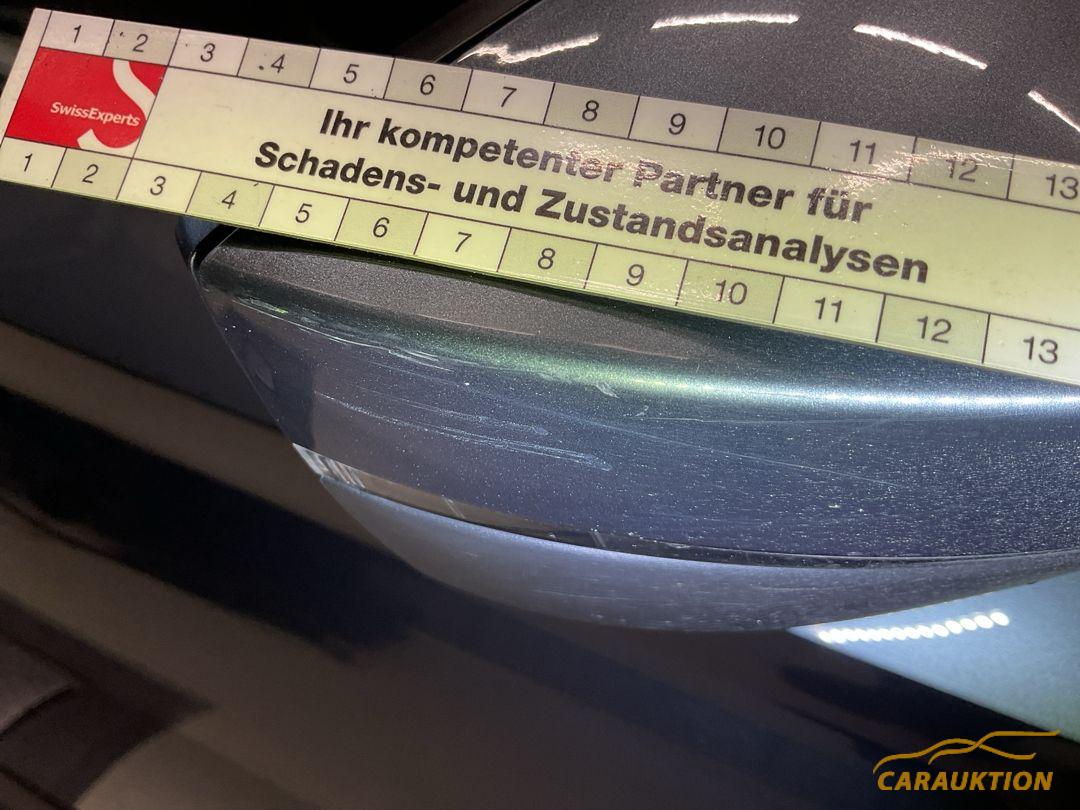 1 2 3 4 5 6 7 8 9 10 11 12 13
SwissExperts
Ihr kompetenter Partner für
Schadens- und Zustandsanalysen
1 2 3 4 5 6 7 8 9 10 11 12 13
CARAUKTION